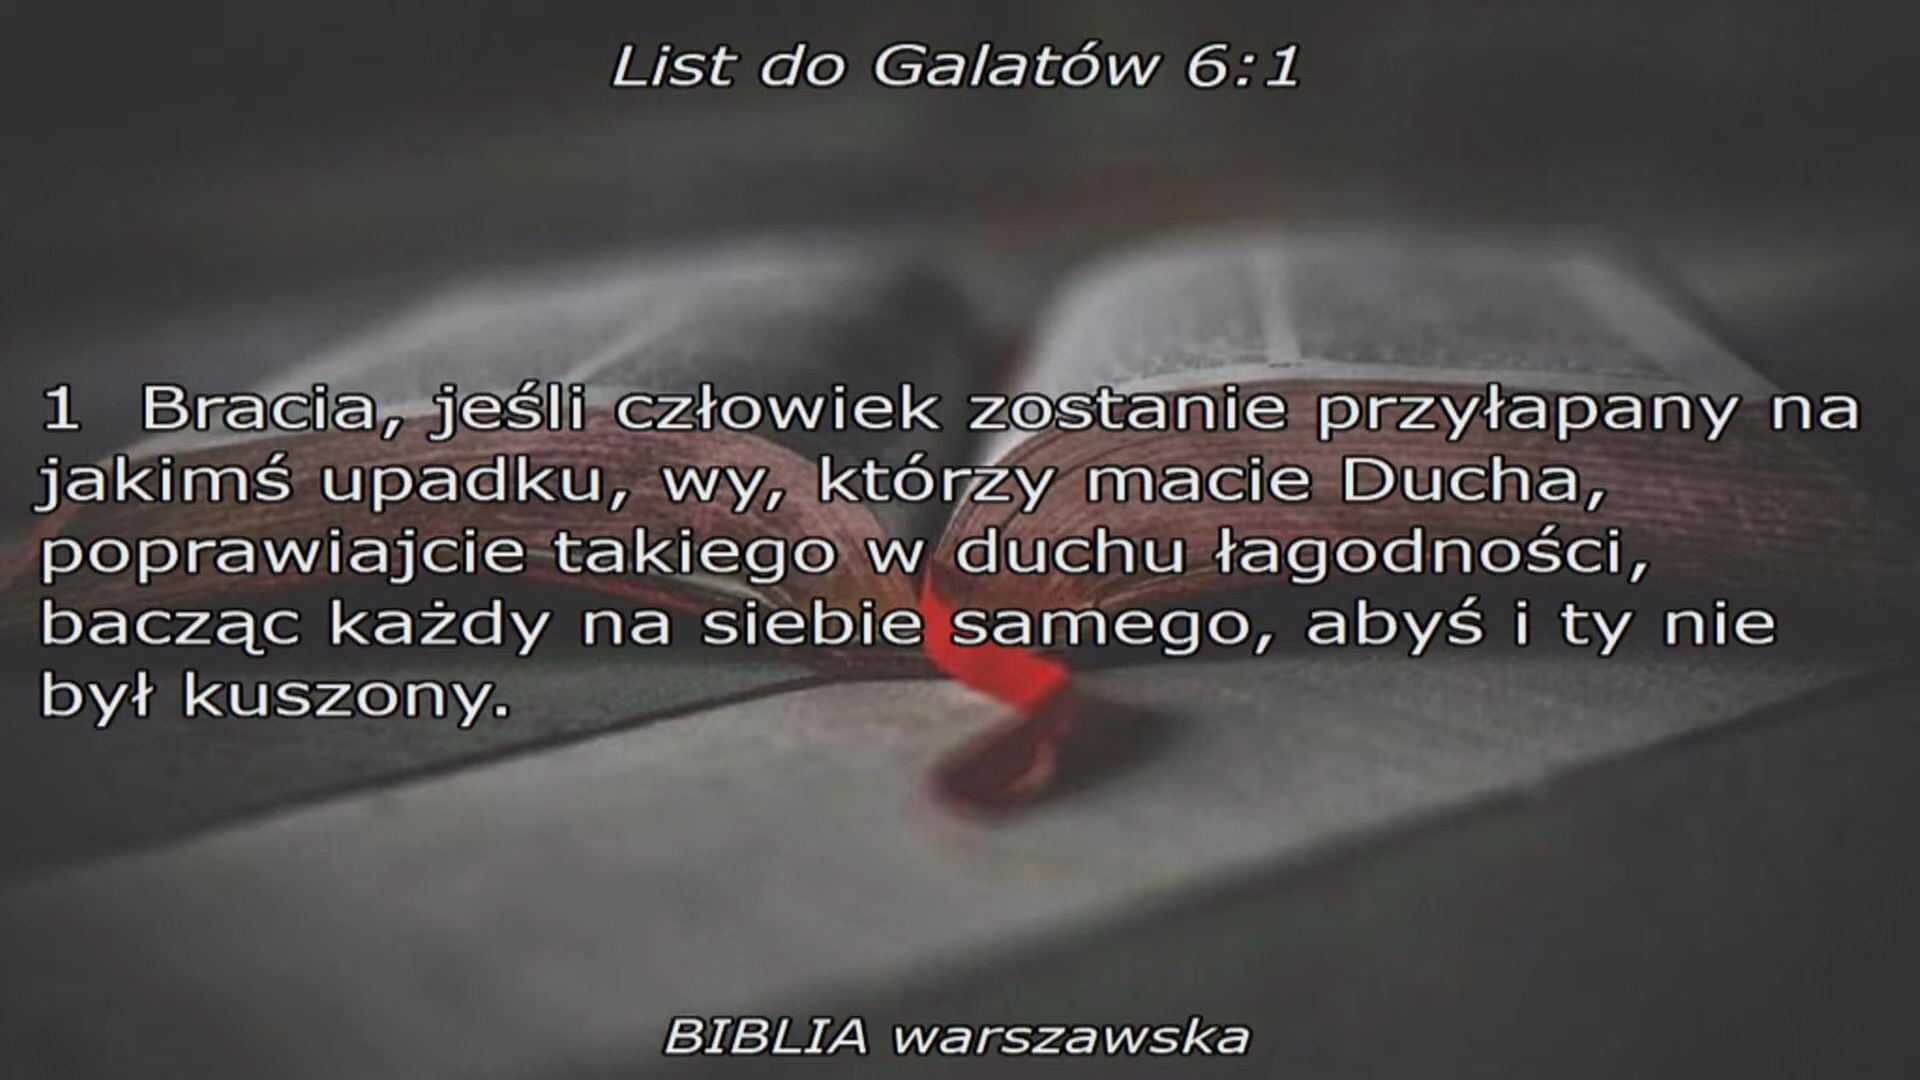 List do Galatów 6:1
1 Bracia, jeśli człowiek zostanie przyłapany na
jakimś upadku, wy, którzy macie Ducha,
poprawiajcie takiego w duchu łagodności,
bacząc każdy na siebie samego, abyś i ty nie
był kuszony.
BIBLIA warszawska